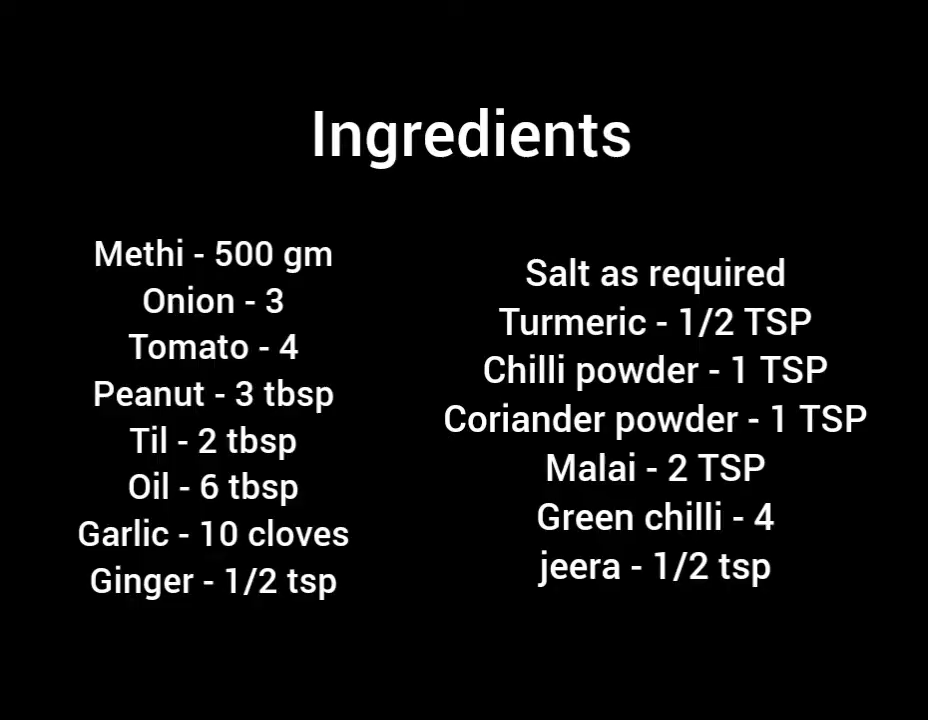 Ingredients
Methi - 500 gm
Onion - 3
Tomato - 4
Peanut - 3 tbsp
Til - 2 tbsp
Oil - 6 tbsp
Garlic - 10 cloves
Ginger - 1/2 tsp
Salt as required
Turmeric - 1/2 TSP
Chilli powder - 1 TSP
Coriander powder - 1 TSP
Malai - 2 TSP
Green chilli - 4
jeera - 1/2 tsp